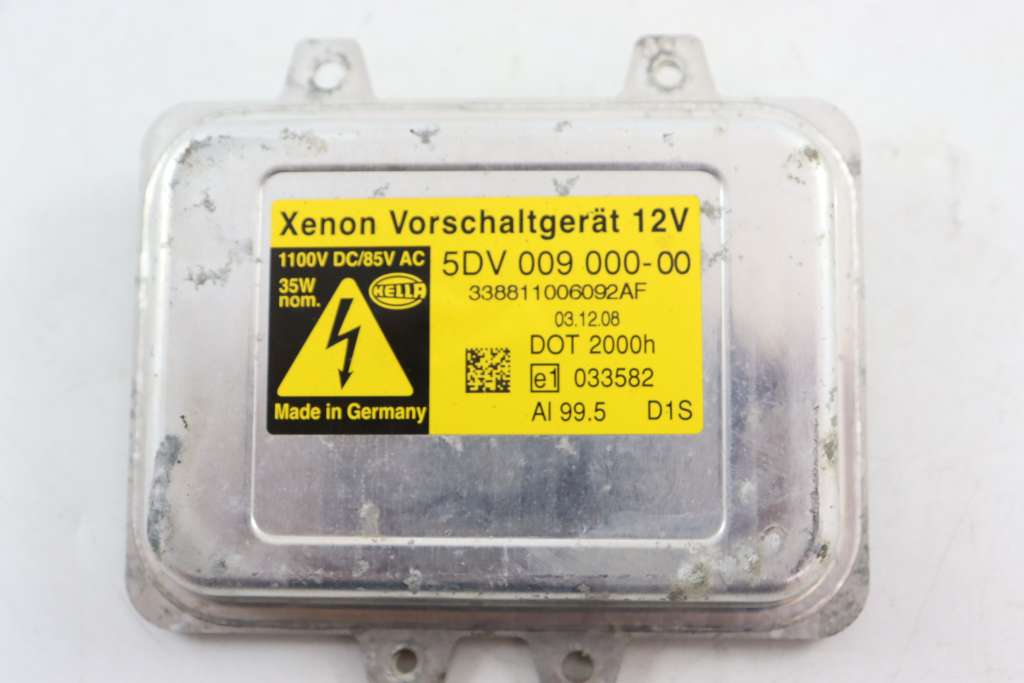 Xenon Vorschaltgerät 12V
1100V DC/85V AC
35W
nom.
HELLA
Made in Germany
5DV 009 000-00
338811006092AF
03.12.08
DOT 2000h
e1 033582
Al 99.5 D1S